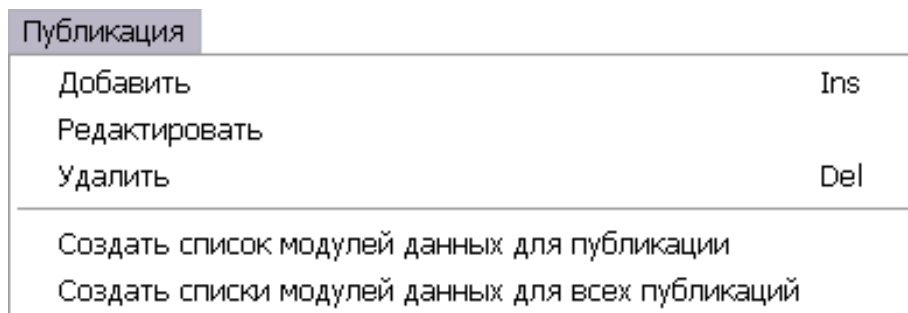 Публикация
Добавить Ins
Редактировать
Удалить Del
Создать список модулей данных для публикации
Создать списки модулей данных для всех публикаций